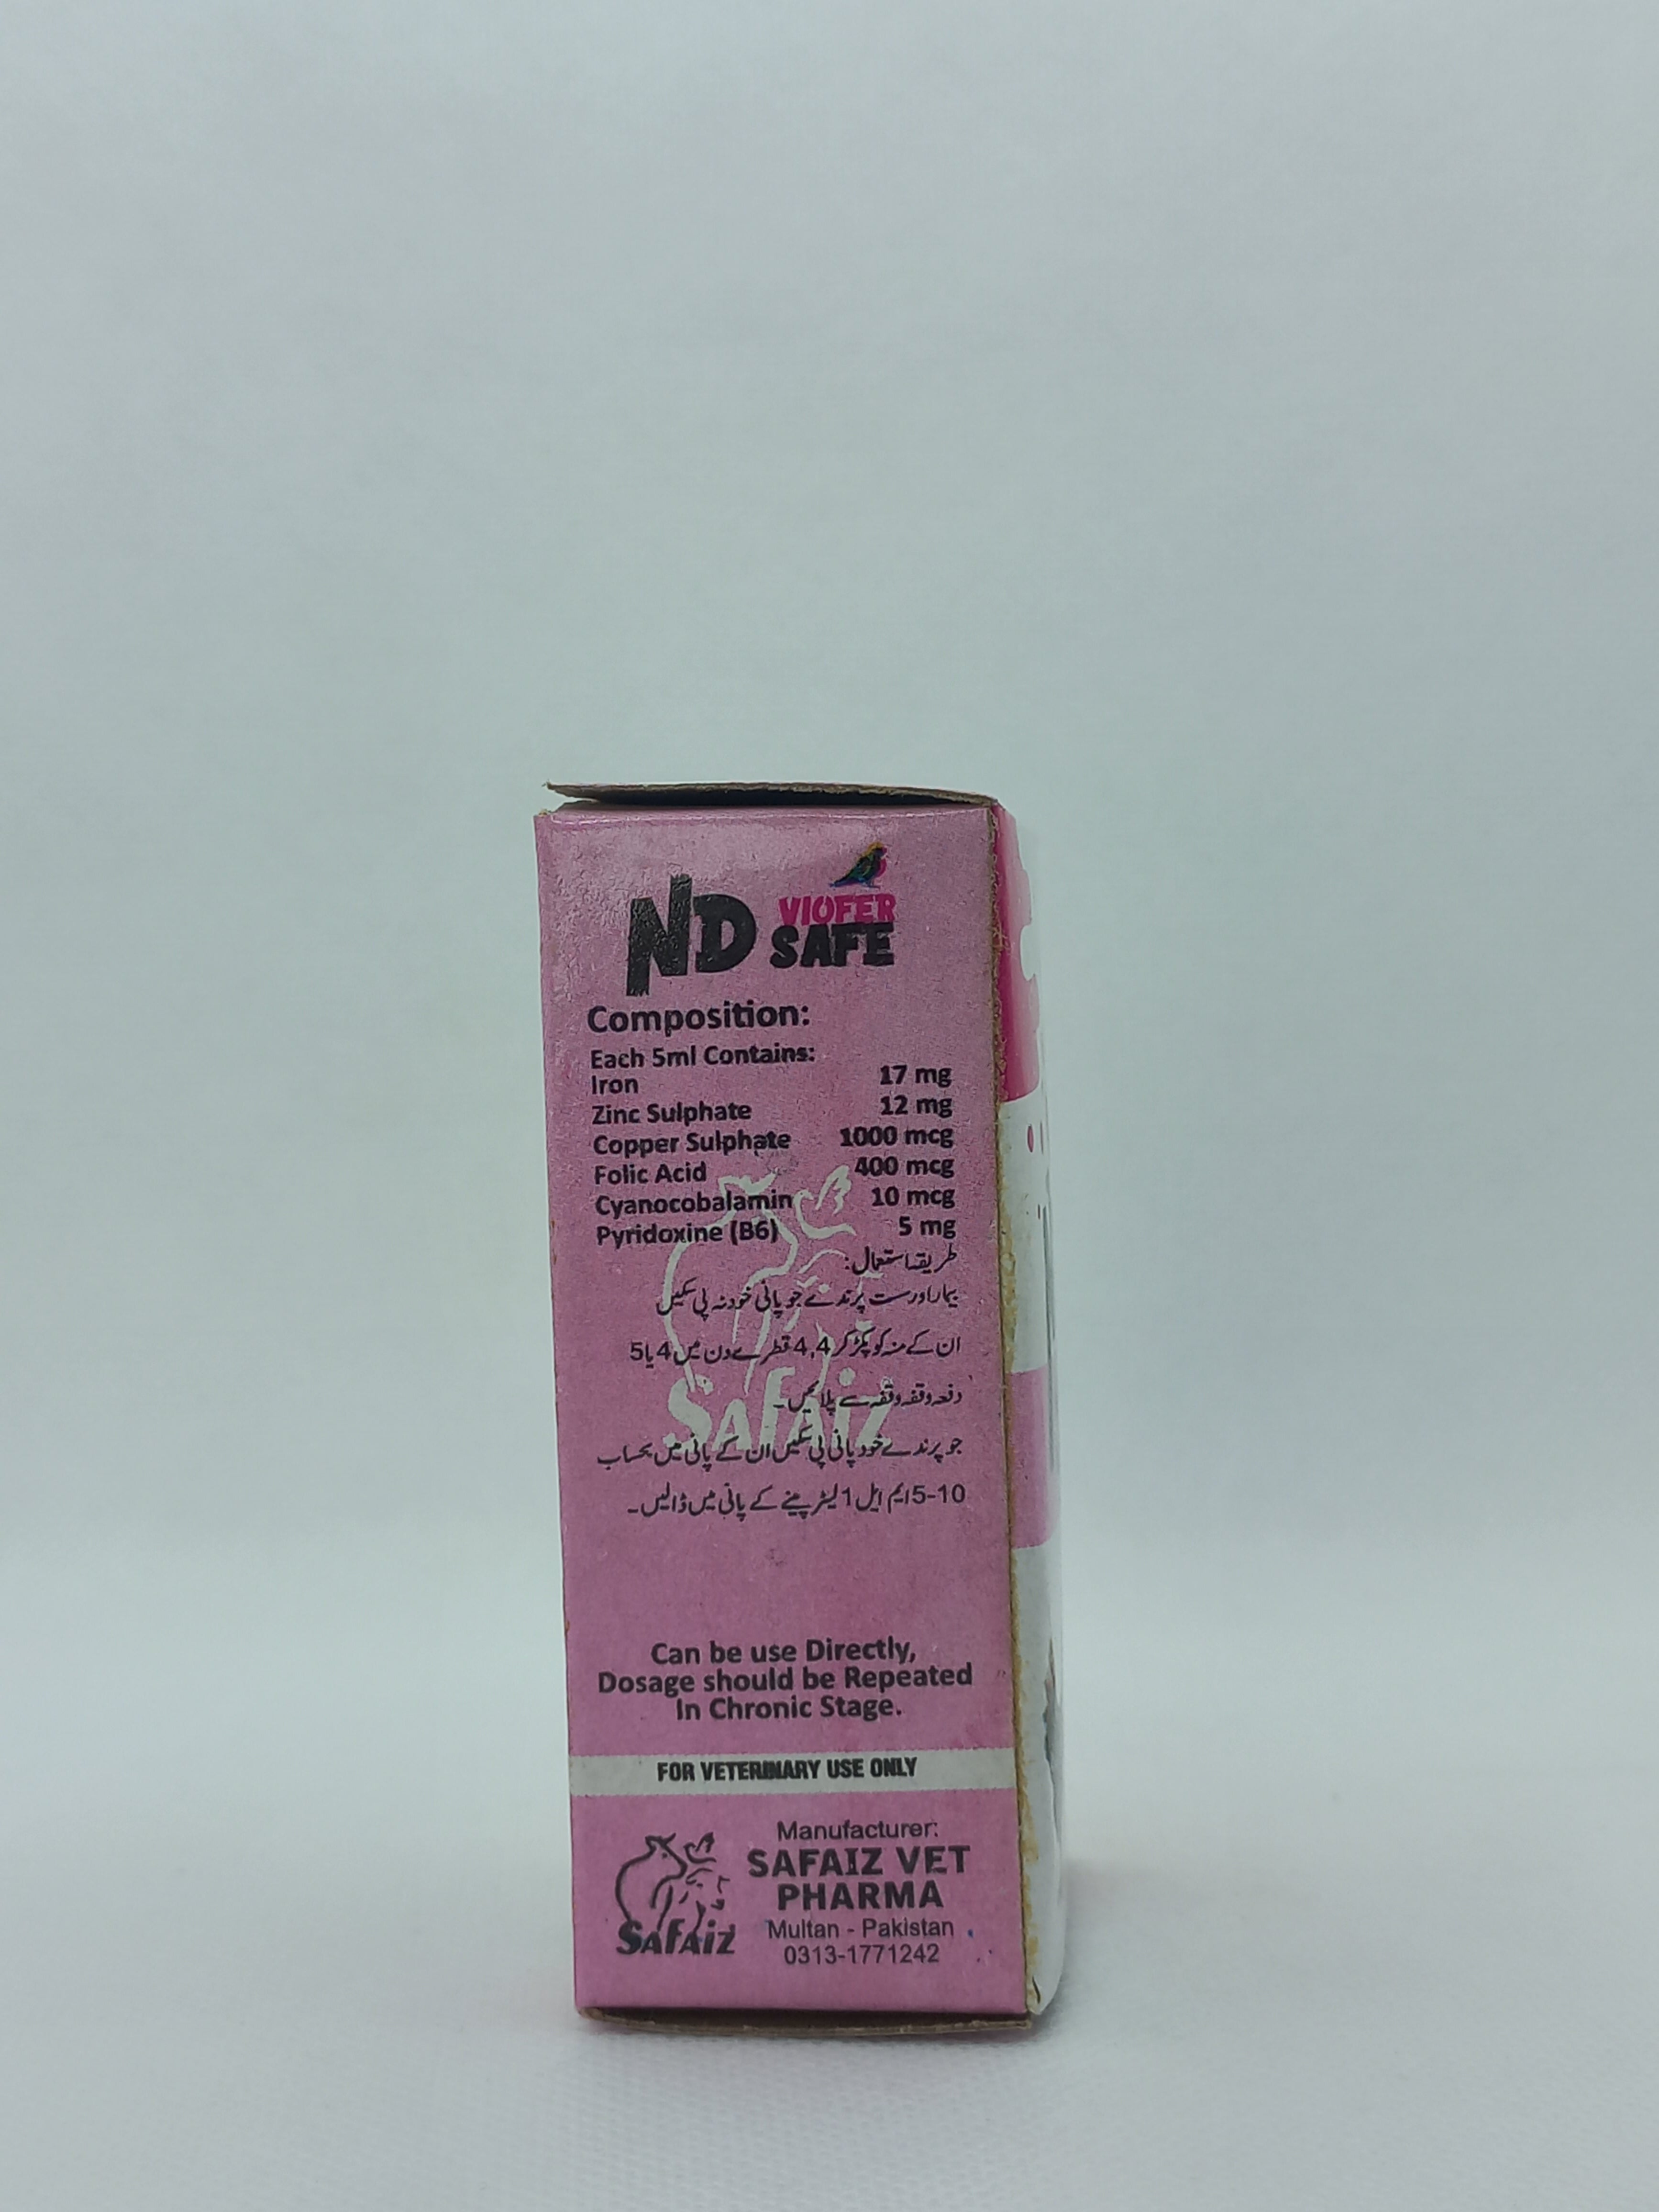 ND VIOFER SAFE
Composition:
Each 5ml Contains:
Iron 17 mg
Zinc Sulphate 12 mg
Copper Sulphate 1000 mcg
Folic Acid 400 mcg
Cyanocobalamin 10 mcg
Pyridoxine (B6) 5 mg
طریقہ استعمال:
بیمار اور ست پرندے جو پانی خود نہ پی سکیں
ان کے منہ کو پکڑ کر 4,4 قطرے دن میں 4 یا 5
دفعہ وقفہ وقفہ سے پلائیں۔
جو پرندے خود پانی پی سکیں ان کے پانی میں بحساب
5-10 ایم ایل 1 لیٹر پینے کے پانی میں ڈالیں۔
Safaiz
Can be use Directly,
Dosage should be Repeated
In Chronic Stage.
FOR VETERINARY USE ONLY
Manufacturer:
SAFAIZ VET
PHARMA
Multan - Pakistan
0313-1771242
Safaiz